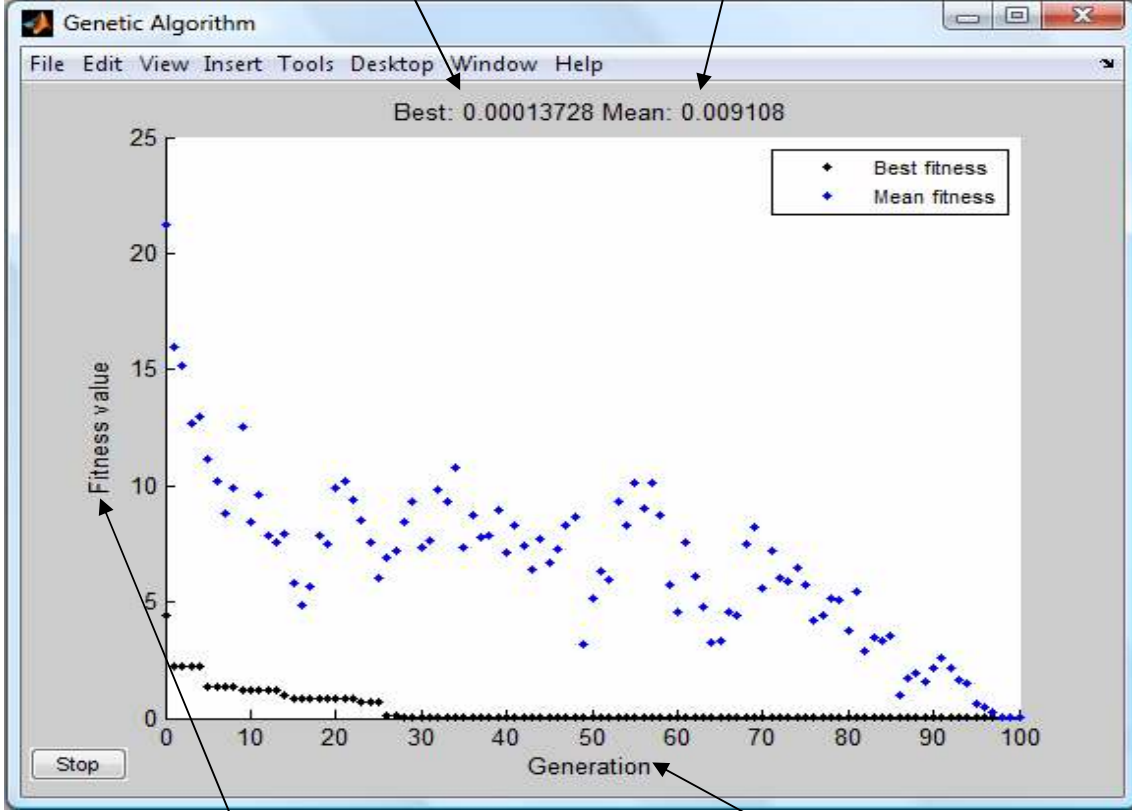 Genetic Algorithm
File Edit View Insert Tools Desktop Window Help
Best: 0.00013728 Mean: 0.009108
Best fitness
Mean fitness
25
20
15
10
5
0
Fitness value
0 10 20 30 40 50 60 70 80 90 100
Generation
Stop